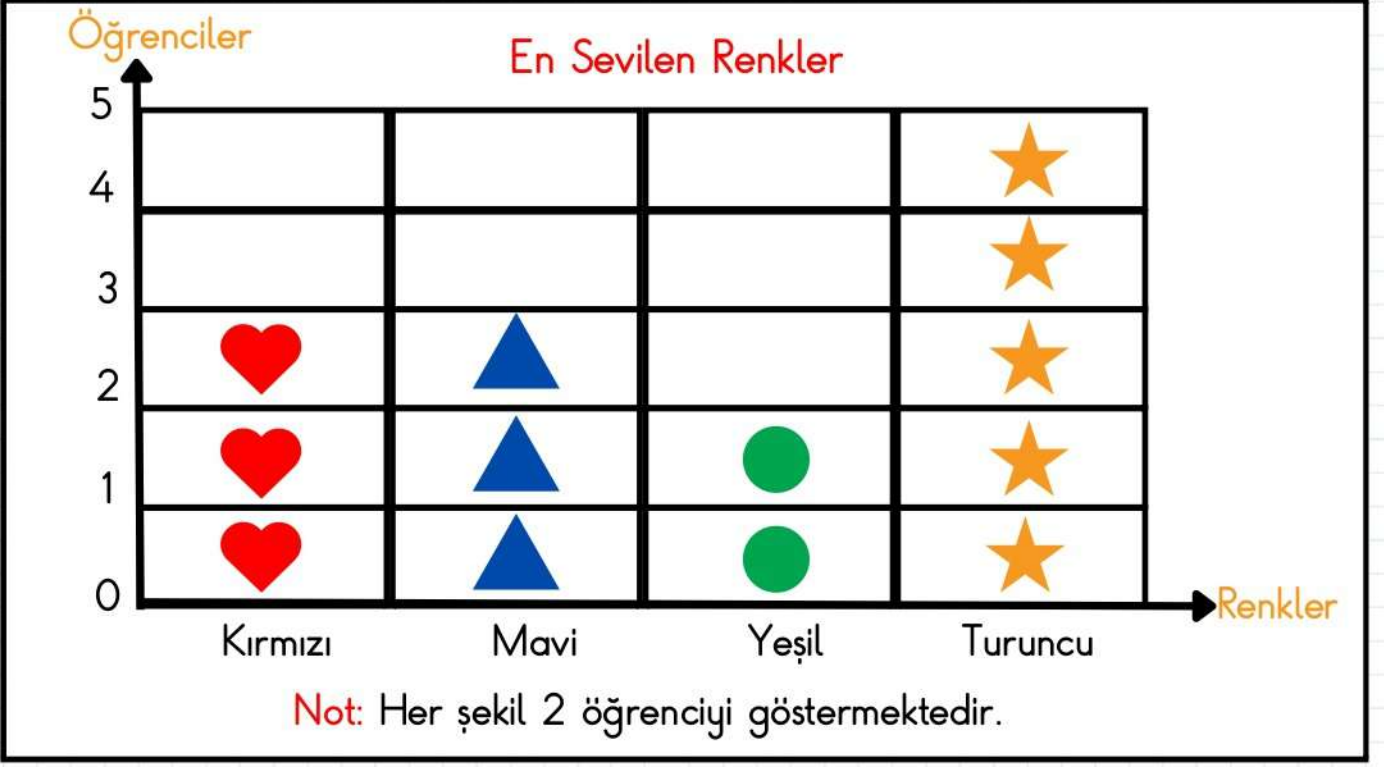 Öğrenciler
En Sevilen Renkler
5
4
3
2
1
0
Renkler
Kırmızı Mavi Yeşil Turuncu
Not: Her şekil 2 öğrenciyi göstermektedir.